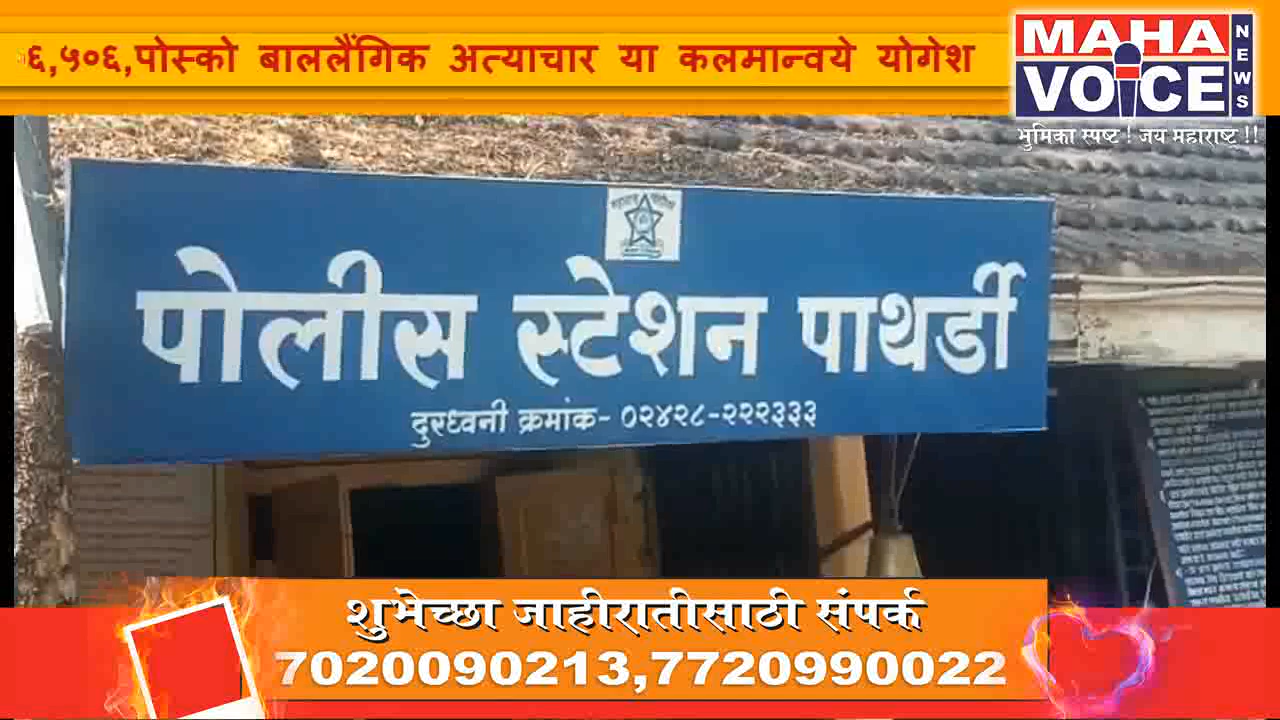 ६,५०६,पोस्को बाललैंगिक अत्याचार या कलमान्वये योगेश
MAHA
VOICE
NEWS
भुमिका स्पष्ट ! जय महाराष्ट्र !!
पोलीस स्टेशन पाथर्डी
दुरध्वनी क्रमांक- ०२४२८-२२२३३३
शुभेच्छा जाहीरातीसाठी संपर्क
7020090213,7720990022